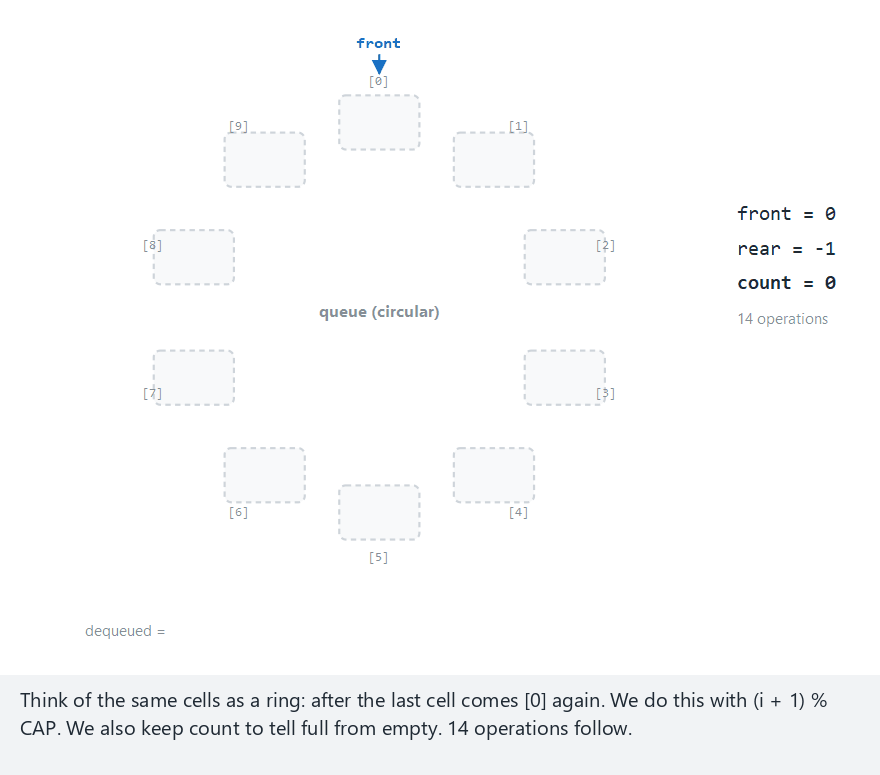 front
[0]
[9]
[1]
front = 0
[8]
[2]
rear = -1
count = 0
queue (circular)
14 operations
[7]
[3]
[6]
[4]
[5]
dequeued =
Think of the same cells as a ring: after the last cell comes [0] again. We do this with (i + 1) %
CAP. We also keep count to tell full from empty. 14 operations follow.